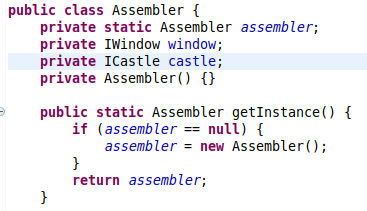 public class Assembler {
    private static Assembler assembler;
    private IWindow window;
    private ICastle castle;
    private Assembler() {}

    public static Assembler getInstance() {
        if (assembler == null) {
            assembler = new Assembler();
        }
        return assembler;
    }